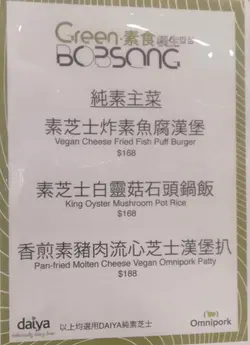 Green·素食
BOBSANG
純素主菜
素芝士炸素魚腐漢堡
Vegan Cheese Fried Fish Puff Burger
$168
素芝士白靈菇石頭鍋飯
King Oyster Mushroom Pot Rice
$168
香煎素豬肉流心芝士漢堡扒
Pan-fried Molten Cheese Vegan Omnipork Patty
$188
daiya
以上均選用DAIYA純素芝士
Omnipork